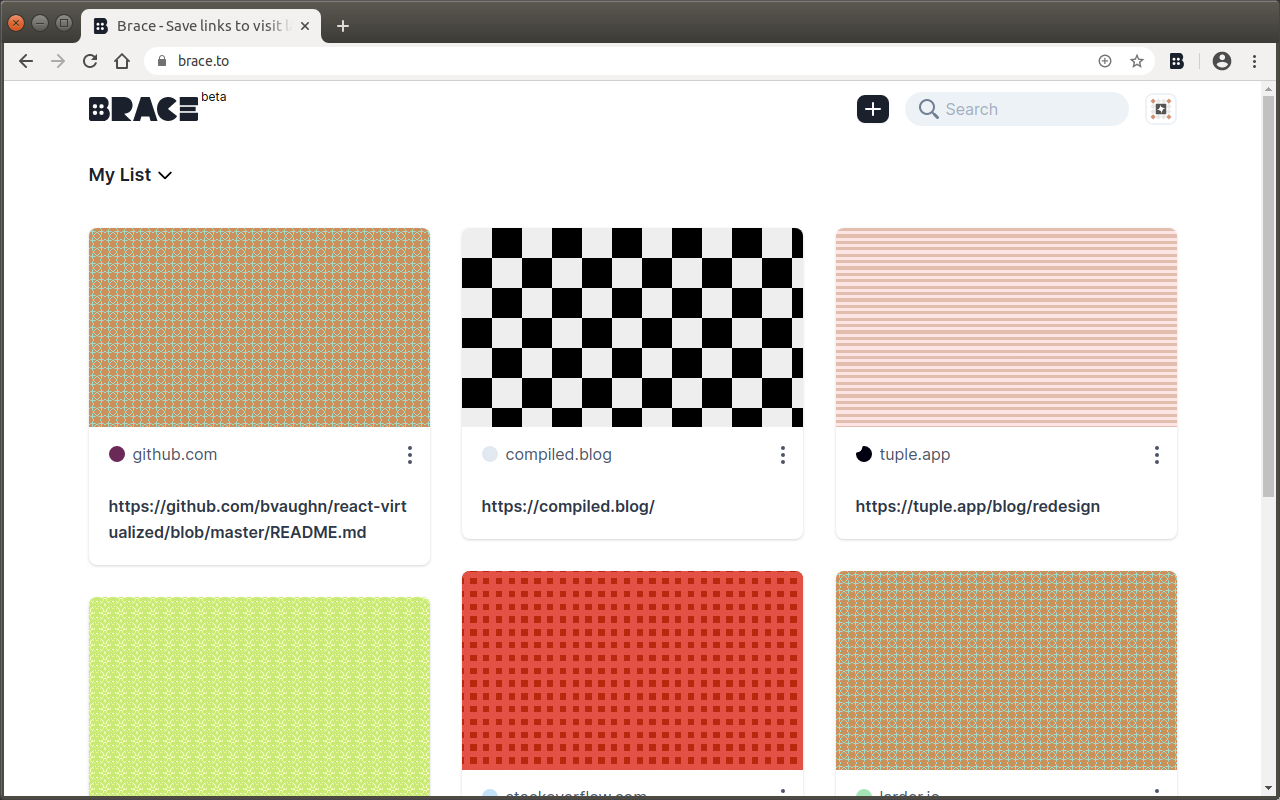 Brace - Save links to visit l
brace.to
BRACE beta
Search
My List
github.com
https://github.com/bvaughn/react-virt
ualized/blob/master/README.md
compiled.blog
https://compiled.blog/
tuple.app
https://tuple.app/blog/redesign
stackoverflow.com
larder.io